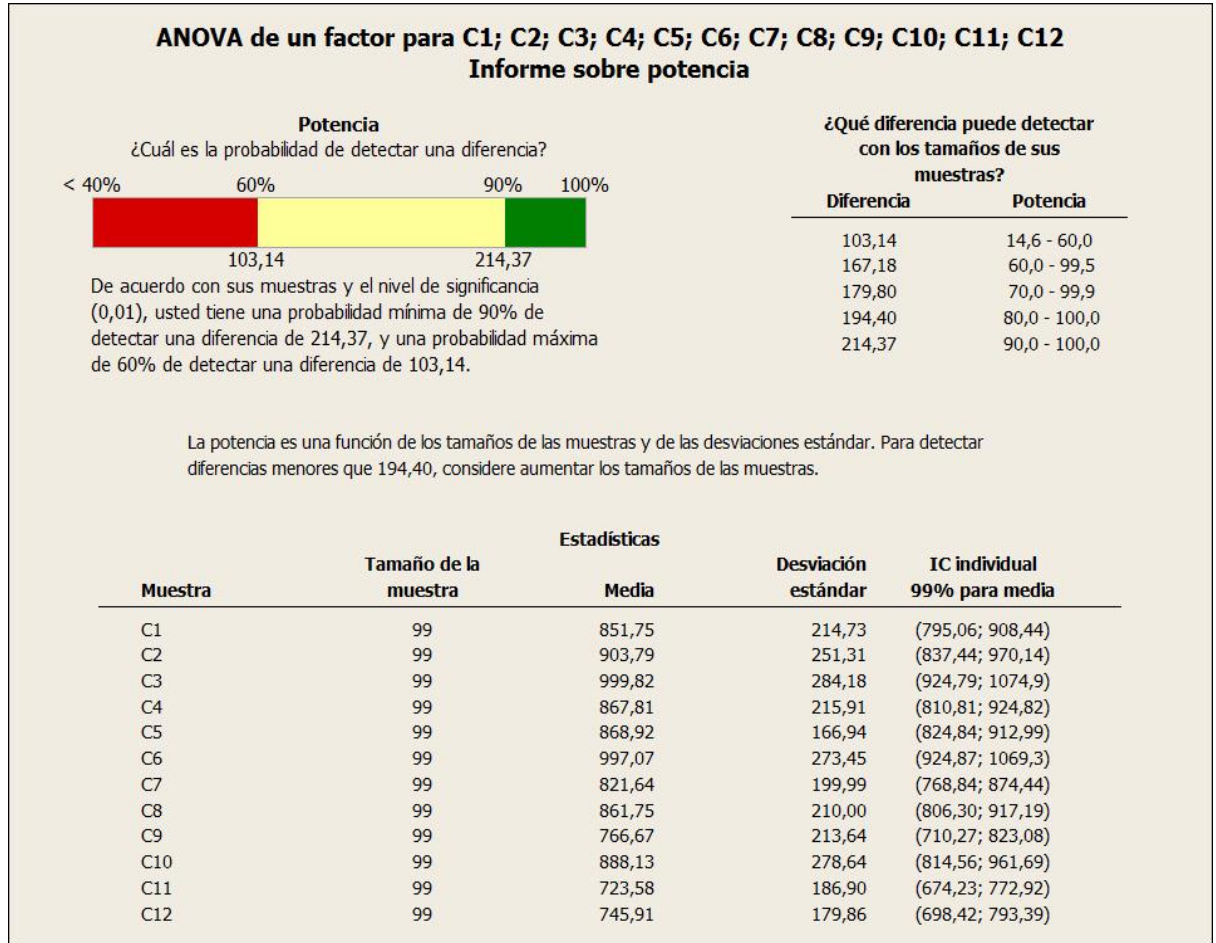 ANOVA de un factor para C1; C2; C3; C4; C5; C6; C7; C8; C9; C10; C11; C12
Informe sobre potencia
Potencia
¿Cuál es la probabilidad de detectar una diferencia?
< 40% 60% 90% 100%
103,14 214,37
De acuerdo con sus muestras y el nivel de significancia
(0,01), usted tiene una probabilidad mínima de 90% de
detectar una diferencia de 214,37, y una probabilidad máxima
de 60% de detectar una diferencia de 103,14.
¿Qué diferencia puede detectar
con los tamaños de sus
muestras?
Diferencia Potencia
103,14 14,6 - 60,0
167,18 60,0 - 99,5
179,80 70,0 - 99,9
194,40 80,0 - 100,0
214,37 90,0 - 100,0
La potencia es una función de los tamaños de las muestras y de las desviaciones estándar. Para detectar
diferencias menores que 194,40, considere aumentar los tamaños de las muestras.
Estadísticas
Tamaño de la Desviación IC individual
Muestra muestra Media estándar 99% para media
C1 99 851,75 214,73 (795,06; 908,44)
C2 99 903,79 251,31 (837,44; 970,14)
C3 99 999,82 284,18 (924,79; 1074,9)
C4 99 867,81 215,91 (810,81; 924,82)
C5 99 868,92 166,94 (824,84; 912,99)
C6 99 997,07 273,45 (924,87; 1069,3)
C7 99 821,64 199,99 (768,84; 874,44)
C8 99 861,75 210,00 (806,30; 917,19)
C9 99 766,67 213,64 (710,27; 823,08)
C10 99 888,13 278,64 (814,56; 961,69)
C11 99 723,58 186,90 (674,23; 772,92)
C12 99 745,91 179,86 (698,42; 793,39)